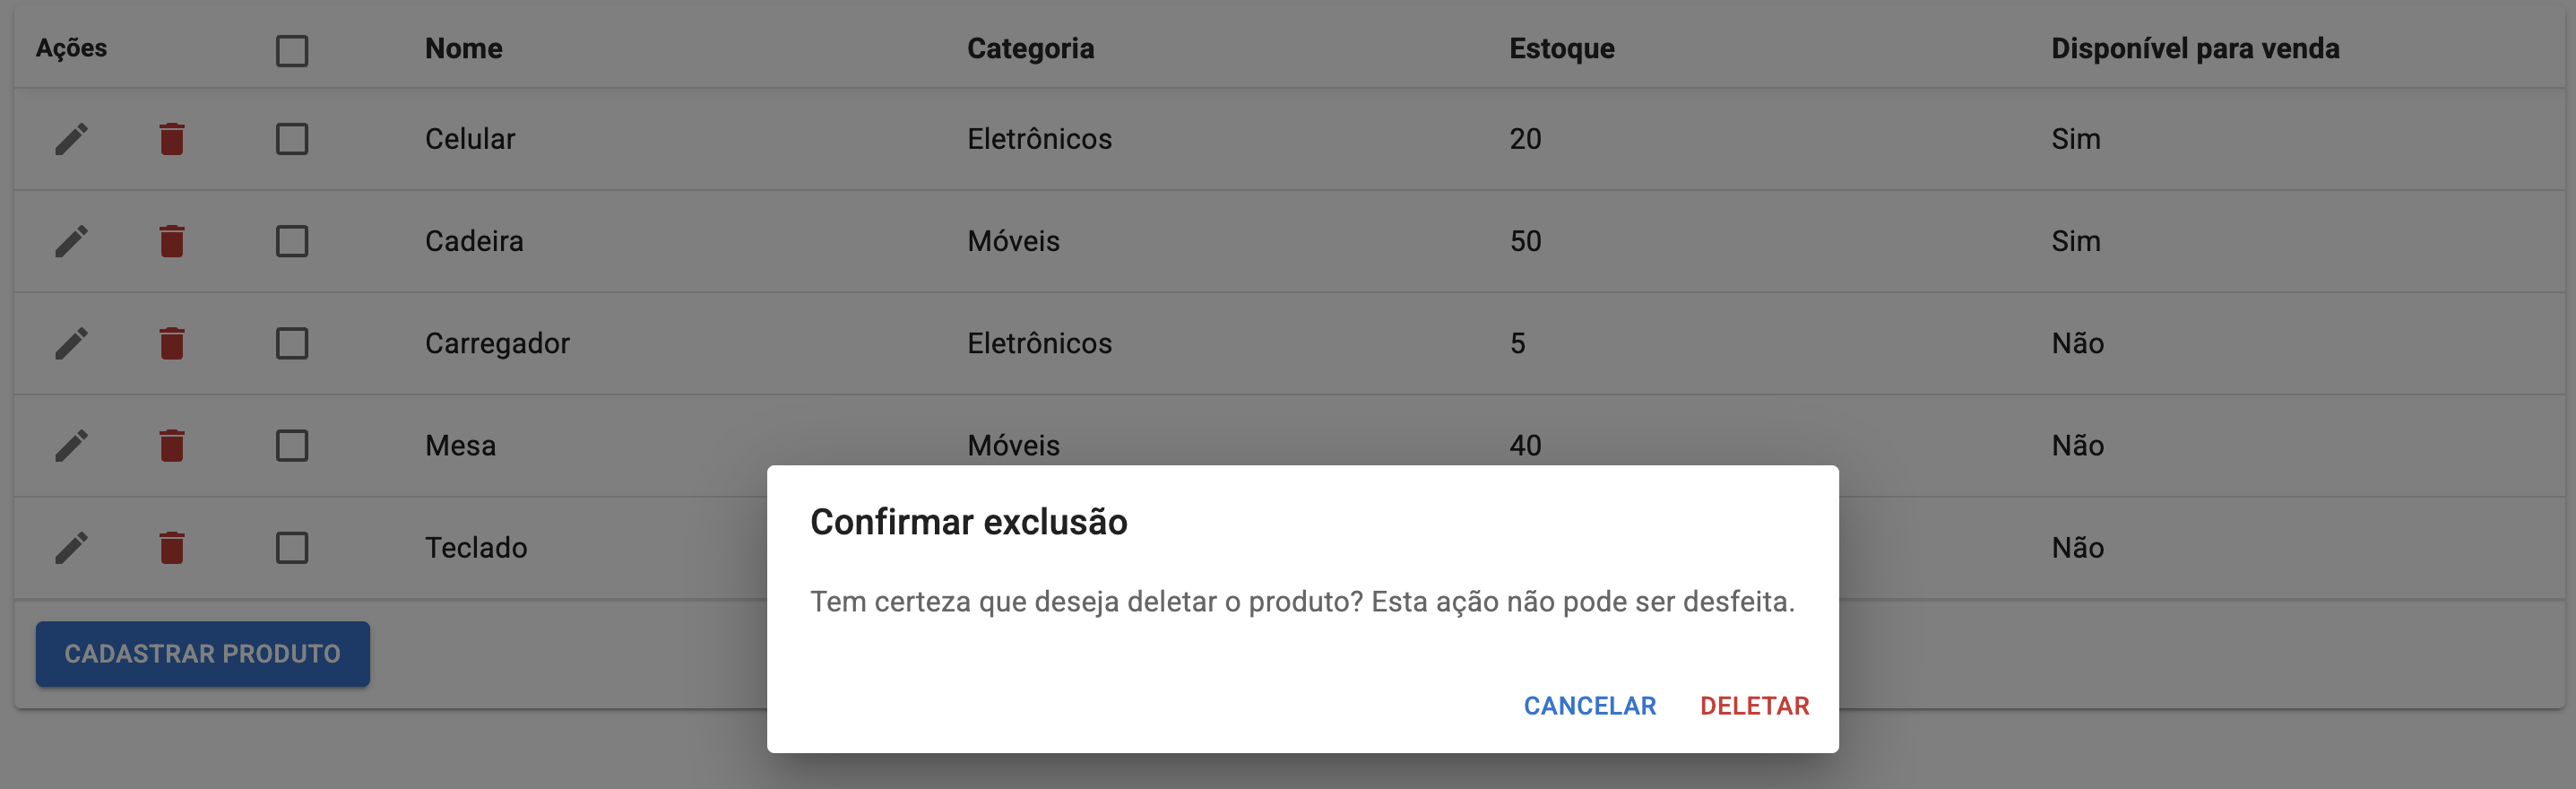 Ações Nome Categoria Estoque Disponível para venda
Celular Eletrônicos 20 Sim
Cadeira Móveis 50 Sim
Carregador Eletrônicos 5 Não
Mesa Móveis 40 Não
Teclado Não
CADASTRAR PRODUTO
Confirmar exclusão
Tem certeza que deseja deletar o produto? Esta ação não pode ser desfeita.
CANCELAR DELETAR